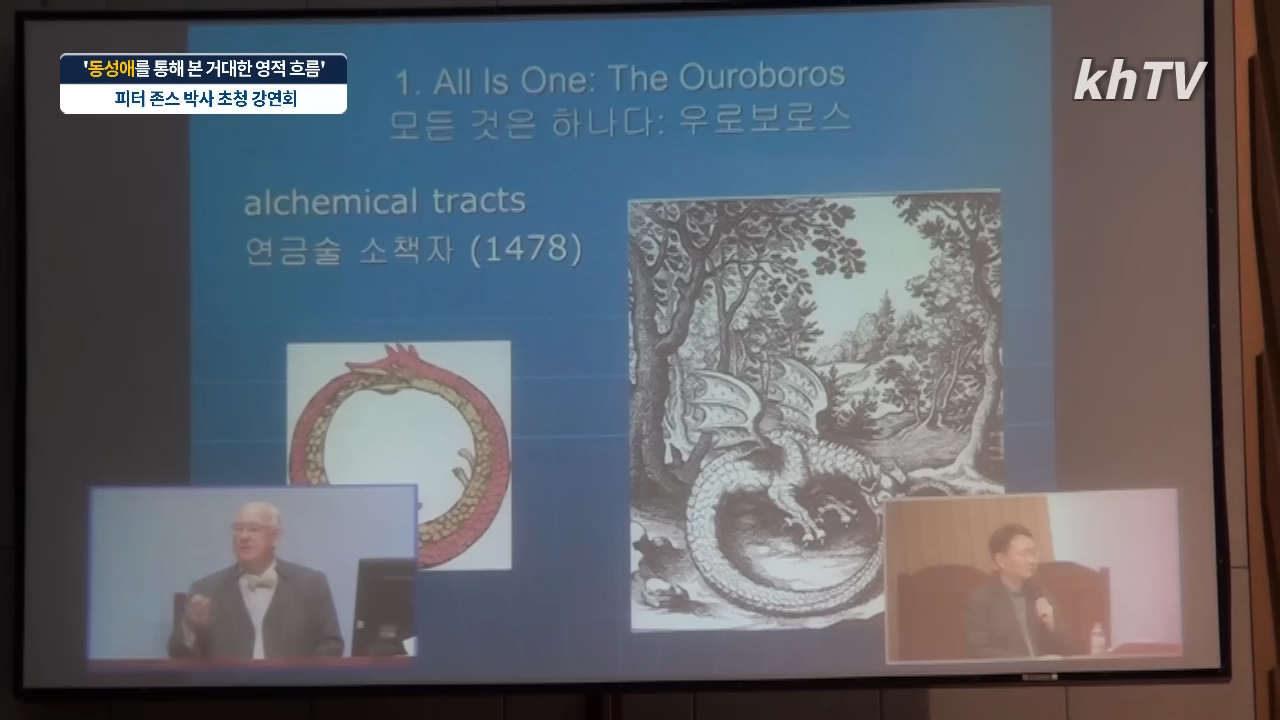 '동성애를 통해 본 거대한 영적 흐름'
피터 존스 박사 초청 강연회
khTV
1. All Is One: The Ouroboros
모든 것은 하나다: 우로보로스
alchemical tracts
연금술 소책자 (1478)